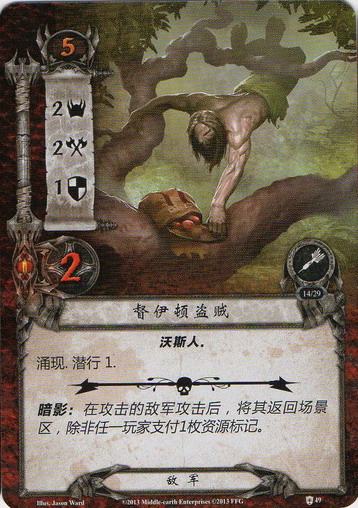 5
2
2
1
2
14/29
督伊顿盗贼
沃斯人.
涌现. 潜行 1.
暗影：在攻击的敌军攻击后，将其返回场景
区，除非任一玩家支付1枚资源标记。
敌军
Illus. Jason Ward
©2013 Middle-earth Enterprises ©2013 FFG
49